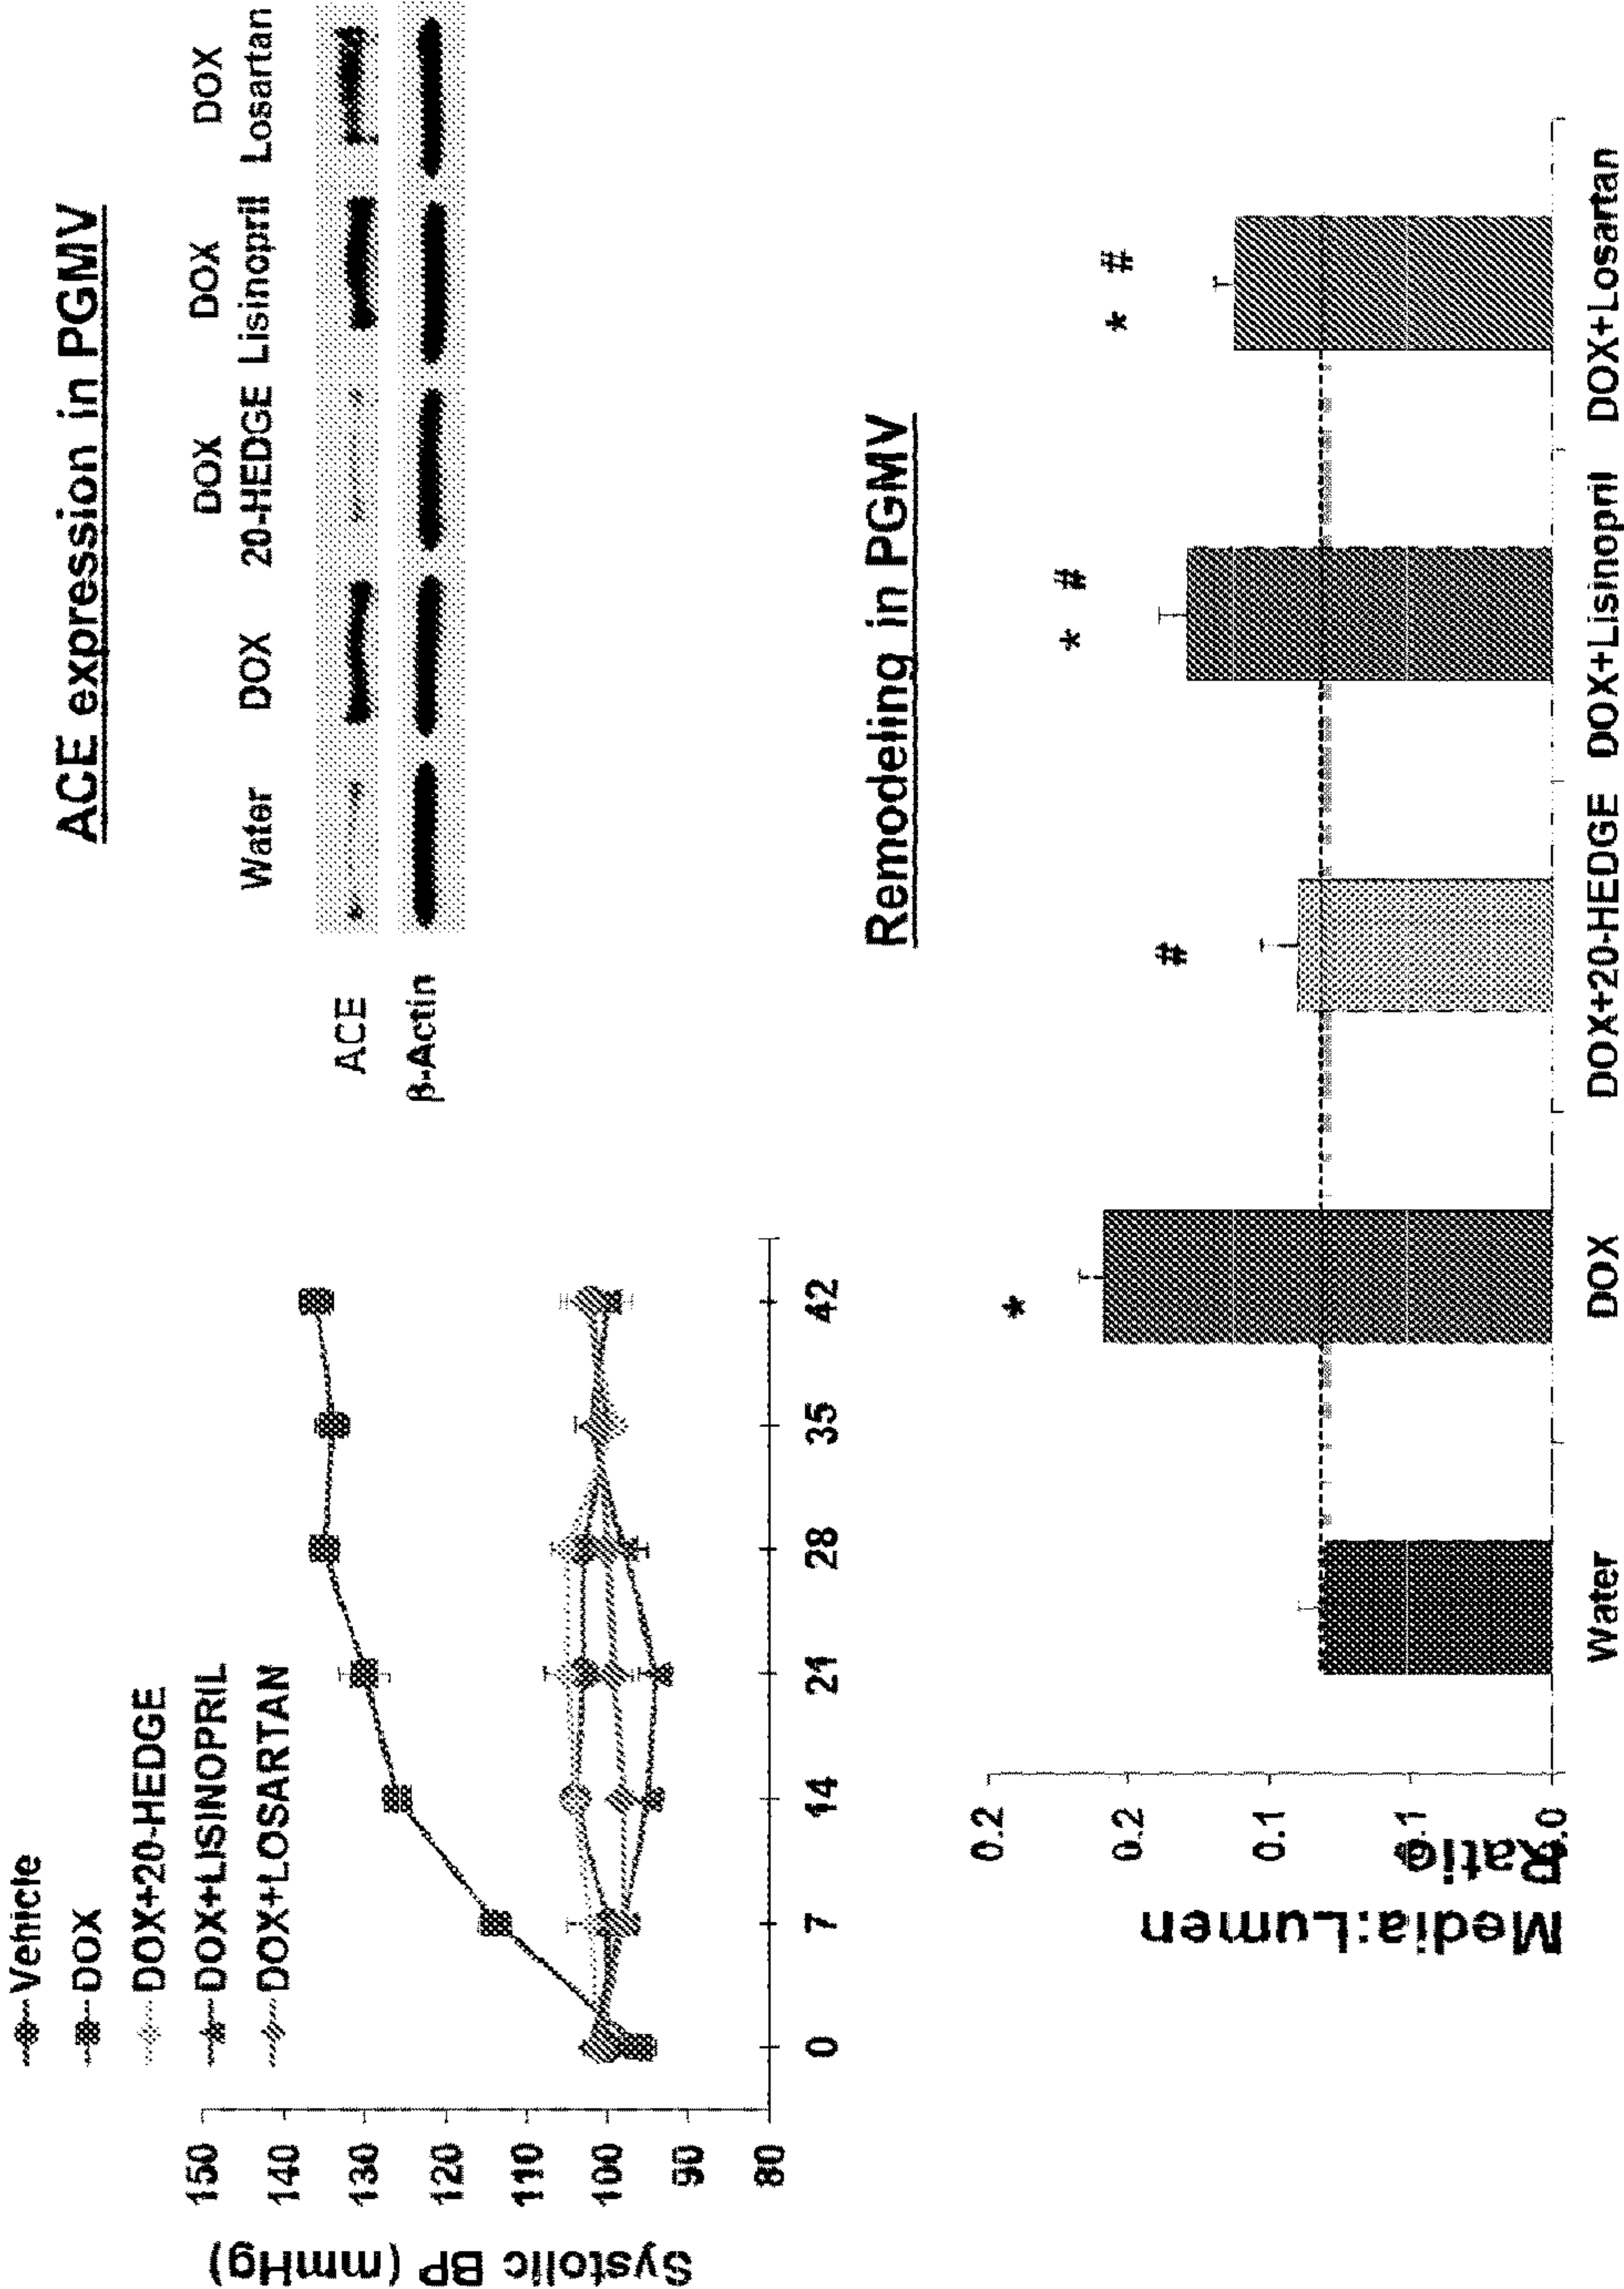 Vehicle
DOX
DOX+20-HEDGE
DOX+LISINOPRIL
DOX+LOSARTAN
Systolic BP (mmHg)
150
140
130
120
110
100
90
80
0 7 14 21 28 35 42
ACE expression in PGMV
DOX DOX DOX
Water DOX 20-HEDGE Lisinopril Losartan
ACE
β-Actin
Remodeling in PGMV
Media:Lumen
Ratio
0.2
0.2
0.1
0.1
0.0
* # * # * #
Water DOX DOX+20-HEDGE DOX+Lisinopril DOX+Losartan